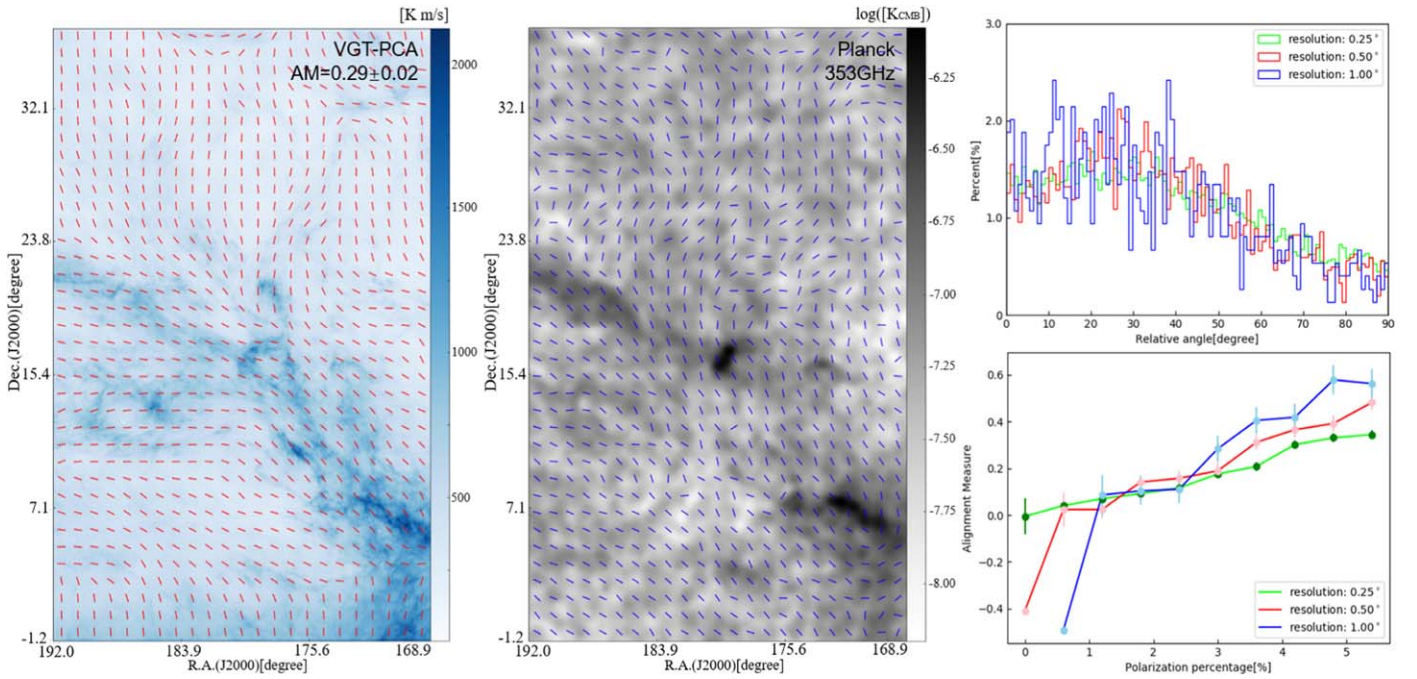 [K m/s]
VGT-PCA
AM=0.29±0.02
2000
1500
1000
500
32.1
23.8
15.4
7.1
-1.2
Dec.(J2000)[degree]
192.0
183.9
175.6
168.9
R.A.(J2000)[degree]
log([KCMB])
Planck
353GHz
-6.25
-6.50
-6.75
-7.00
-7.25
-7.50
-7.75
-8.00
32.1
23.8
15.4
7.1
-1.2
Dec.(J2000)[degree]
192.0
183.9
175.6
168.9
R.A.(J2000)[degree]
3.0
2.0
1.0
0
Percent[%]
resolution: 0.25°
resolution: 0.50°
resolution: 1.00°
0 10 20 30 40 50 60 70 80 90
Relative angle[degree]
0.6
0.4
0.2
0.0
−0.2
−0.4
Alignment Measure
resolution: 0.25°
resolution: 0.50°
resolution: 1.00°
0 1 2 3 4 5
Polarization percentage[%]